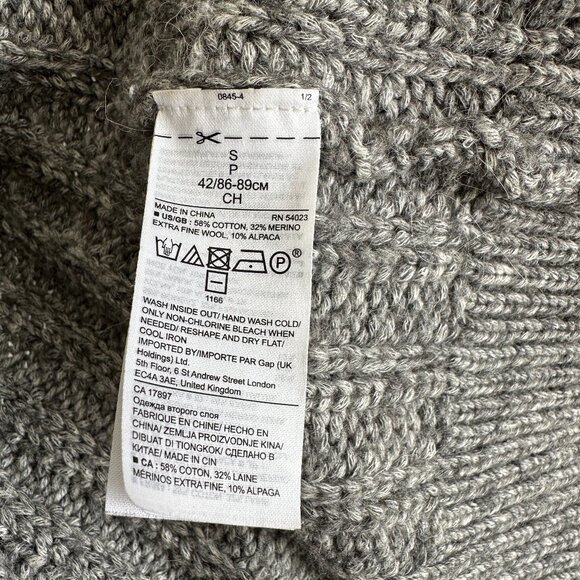 0845-4 1/2
S
P
42/86-89см
CH
MADE IN CHINA RN 54023
■ US/GB : 58% COTTON, 32% MERINO
EXTRA FINE WOOL, 10% ALPACA
P®
1166
WASH INSIDE OUT/ HAND WASH COLD/
ONLY NON-CHLORINE BLEACH WHEN
NEEDED/ RESHAPE AND DRY FLAT/
COOL IRON
IMPORTED BY/IMPORTE PAR Gap (UK
Holdings) Ltd.
5th Floor, 6 St Andrew Street London
EC4A 3AE, United Kingdom
CA 17897
Одежда второго слоя
FABRIQUE EN CHINE/ HECHO EN
CHINA/ ZEMLJA PROIZVODNJE KINA/
DIBUAT DI TIONGKOK/ СДЕЛАНО В
КИТАЕ/ MADE IN CIN
■ CA : 58% COTTON, 32% LAINE
MÉRINOS EXTRA FINE, 10% ALPAGA